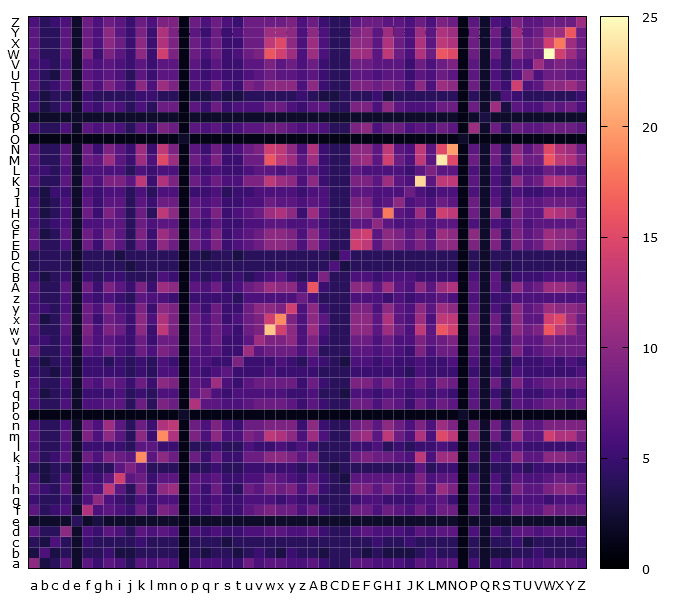 Z
Y
X
W
V
U
T
S
R
Q
P
O
N
M
L
K
J
I
H
G
F
E
D
C
B
A
z
y
x
w
v
u
t
s
r
q
p
o
n
m
l
k
j
i
h
g
f
e
d
c
b
a
a b c d e f g h i j k l m n o p q r s t u v w x y z A B C D E F G H I J K L M N O P Q R S T U V W X Y Z
25
20
15
10
5
0